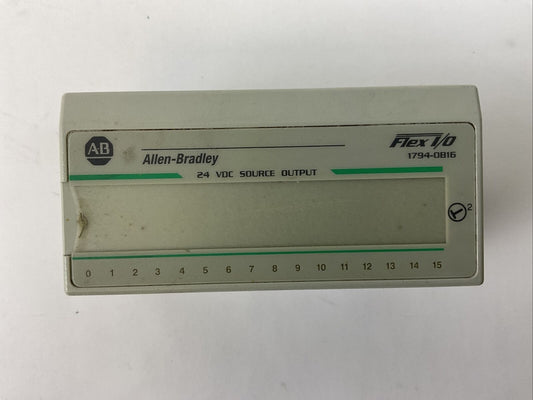 AB
Allen-Bradley
Flex I/O
1794-OB16
24 VDC SOURCE OUTPUT
2
0 1 2 3 4 5 6 7 8 9 10 11 12 13 14 15